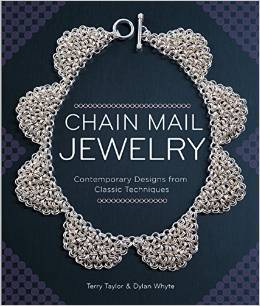 CHAIN MAIL
JEWELRY
Contemporary Designs from
Classic Techniques
Terry Taylor & Dylan Whyte